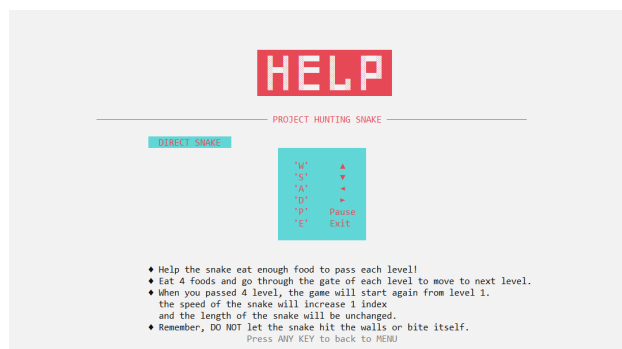 HELP
PROJECT HUNTING SNAKE
DIRECT SNAKE
'W' ▲
'S' ▼
'A' ◄
'D' ►
'P' Pause
'E' Exit
♦ Help the snake eat enough food to pass each level!
♦ Eat 4 foods and go through the gate of each level to move to next level.
♦ When you passed 4 level, the game will start again from level 1.
the speed of the snake will increase 1 index
and the length of the snake will be unchanged.
♦ Remember, DO NOT let the snake hit the walls or bite itself.
Press ANY KEY to back to MENU